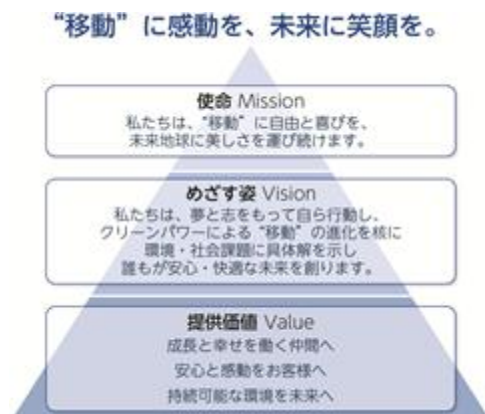 “移動”に感動を、未来に笑顔を。
使命 Mission
私たちは、“移動”に自由と喜びを、
未来地球に美しさを運び続けます。
めざす姿 Vision
私たちは、夢と志をもって自ら行動し、
クリーンパワーによる“移動”の進化を核に
環境・社会課題に具体解を示し
誰もが安心・快適な未来を創ります。
提供価値 Value
成長と幸せを働く仲間へ
安心と感動をお客様へ
持続可能な環境を未来へ